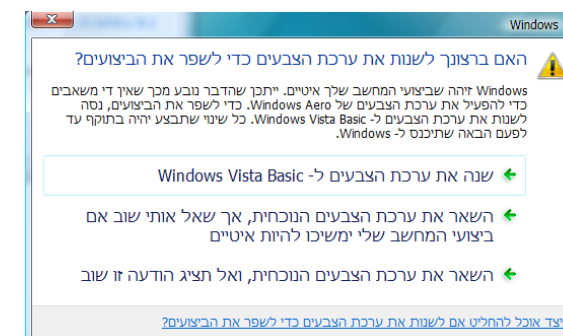 Windows
האם ברצונך לשנות את ערכת הצבעים כדי לשפר את הביצועים?
Windows זיהה שביצועי המחשב שלך איטיים. ייתכן שהדבר נובע מכך שאין די משאבים
כדי להפעיל את ערכת הצבעים של Windows Aero. כדי לשפר את הביצועים, נסה
לשנות את ערכת הצבעים ל- Windows Vista Basic. כל שינוי שתבצע יהיה בתוקף עד
לפעם הבאה שתיכנס ל- Windows.
שנה את ערכת הצבעים ל- Windows Vista Basic
השאר את ערכת הצבעים הנוכחית, אך שאל אותי שוב אם
ביצועי המחשב שלי ימשיכו להיות איטיים
השאר את ערכת הצבעים הנוכחית, ואל תציג הודעה זו שוב
יצד אוכל להחליט אם לשנות את ערכת הצבעים כדי לשפר את הביצועים?